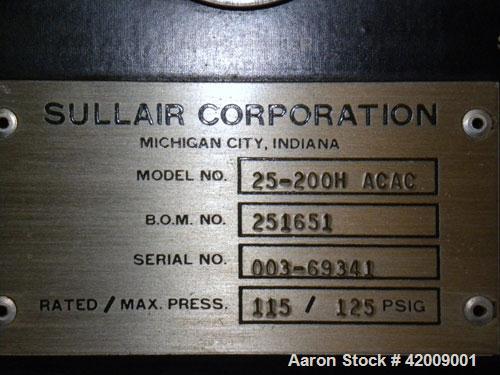 SULLAIR CORPORATION
MICHIGAN CITY, INDIANA
MODEL NO. 25-200H ACAC
B.O.M. NO. 251651
SERIAL NO. 003-69341
RATED / MAX. PRESS. 115 / 125 PSIG
Aaron Stock # 42009001